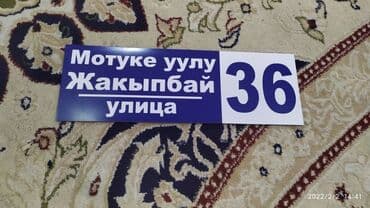 Мотуке уулу
Жакыпбай
улица
36
2022/2/2 14:41